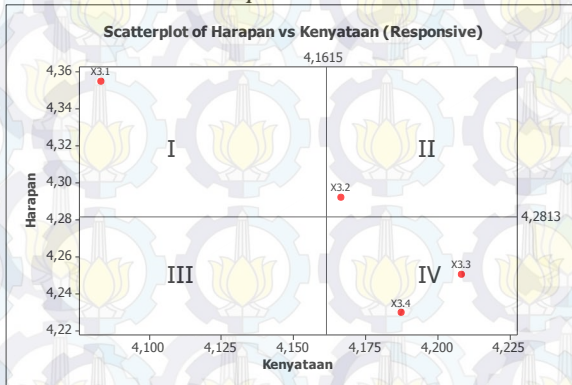 Scatterplot of Harapan vs Kenyataan (Responsive)
4,1615
4,36
X3.1
4,34
4,32
I
II
4,30
X3.2
Harapan
4,28
4,2813
4,26
III
IV
X3.3
4,24
X3.4
4,22
4,100
4,125
4,150
4,175
4,200
4,225
Kenyataan